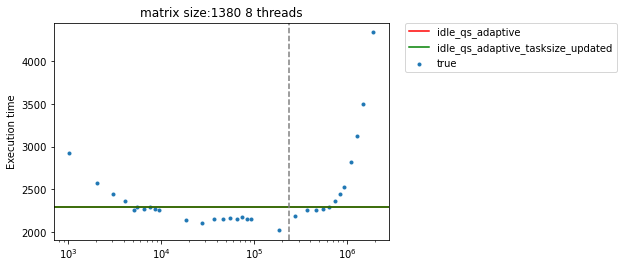 matrix size:1380 8 threads
idle_qs_adaptive
idle_qs_adaptive_tasksize_updated
true
Execution time
4000
3500
3000
2500
2000
10³
10⁴
10⁵
10⁶